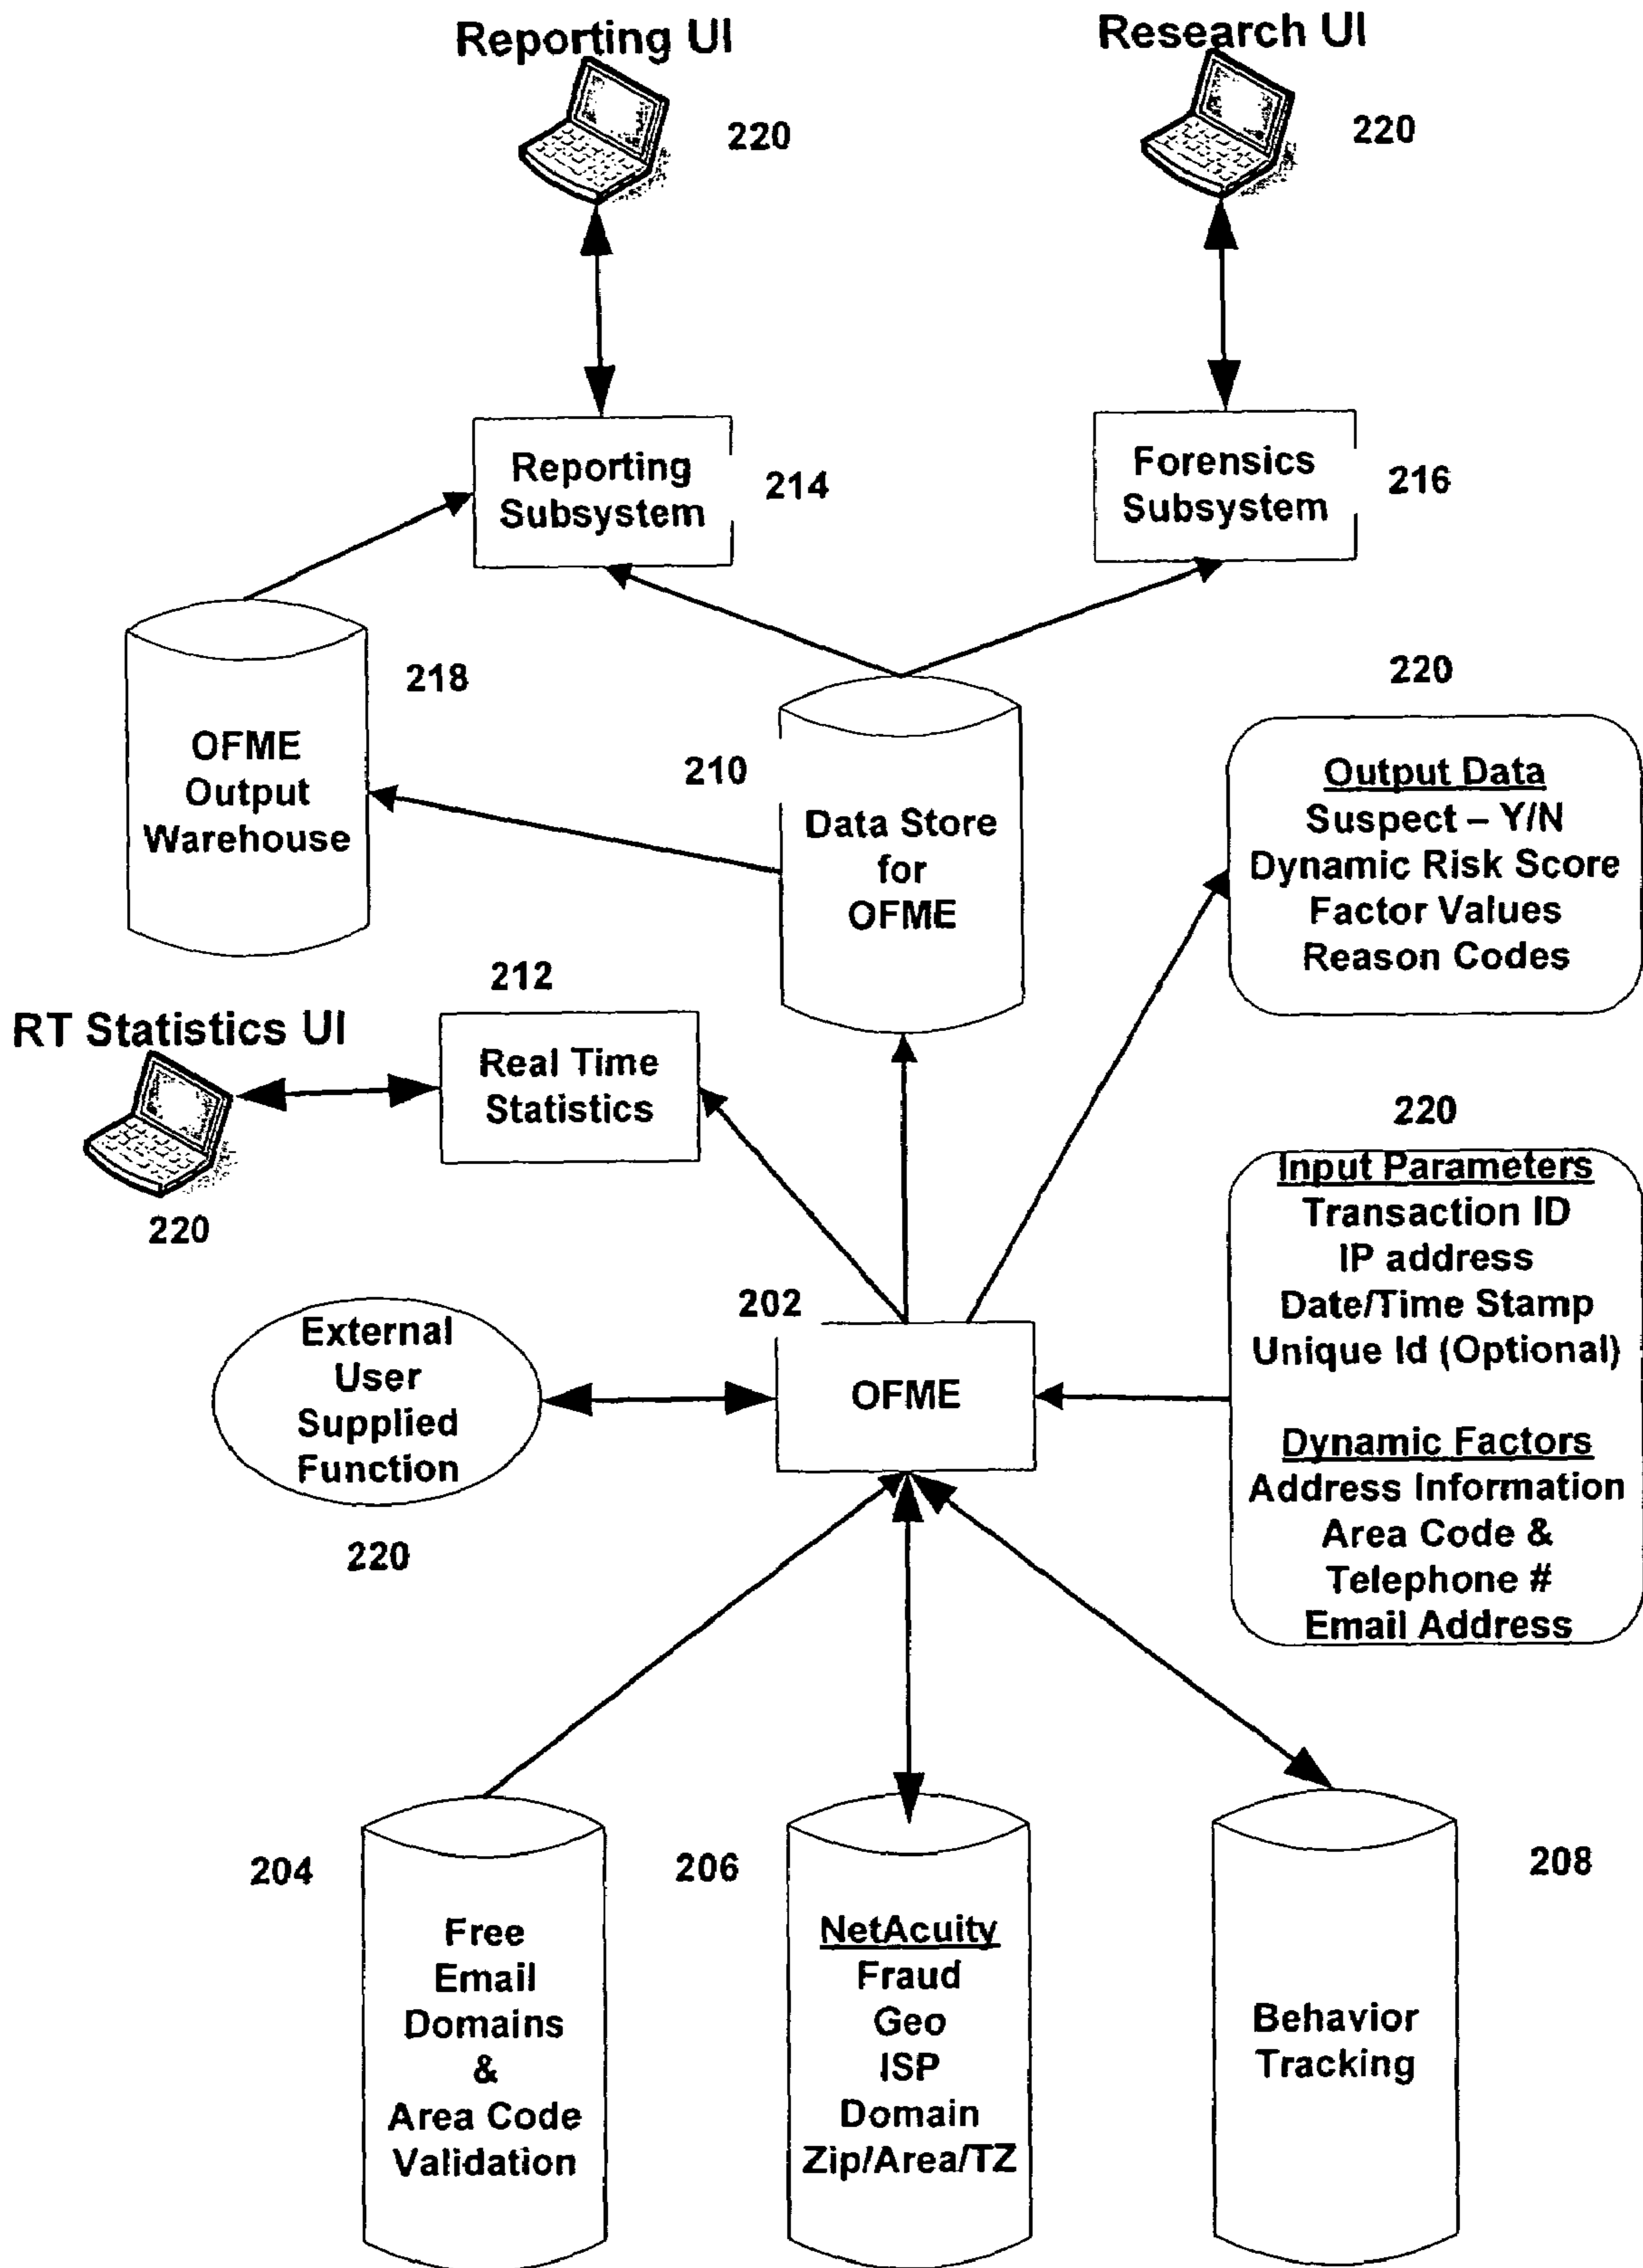 Reporting UI
220
Research UI
220
Reporting
Subsystem
214
Forensics
Subsystem
216
OFME
Output
Warehouse
218
210
Data Store
for
OFME
220
Output Data
Suspect – Y/N
Dynamic Risk Score
Factor Values
Reason Codes
212
RT Statistics UI
220
Real Time
Statistics
220
Input Parameters
Transaction ID
IP address
Date/Time Stamp
Unique Id (Optional)
Dynamic Factors
Address Information
Area Code &
Telephone #
Email Address
202
OFME
External
User
Supplied
Function
220
204
Free
Email
Domains
&
Area Code
Validation
206
NetAcuity
Fraud
Geo
ISP
Domain
Zip/Area/TZ
208
Behavior
Tracking